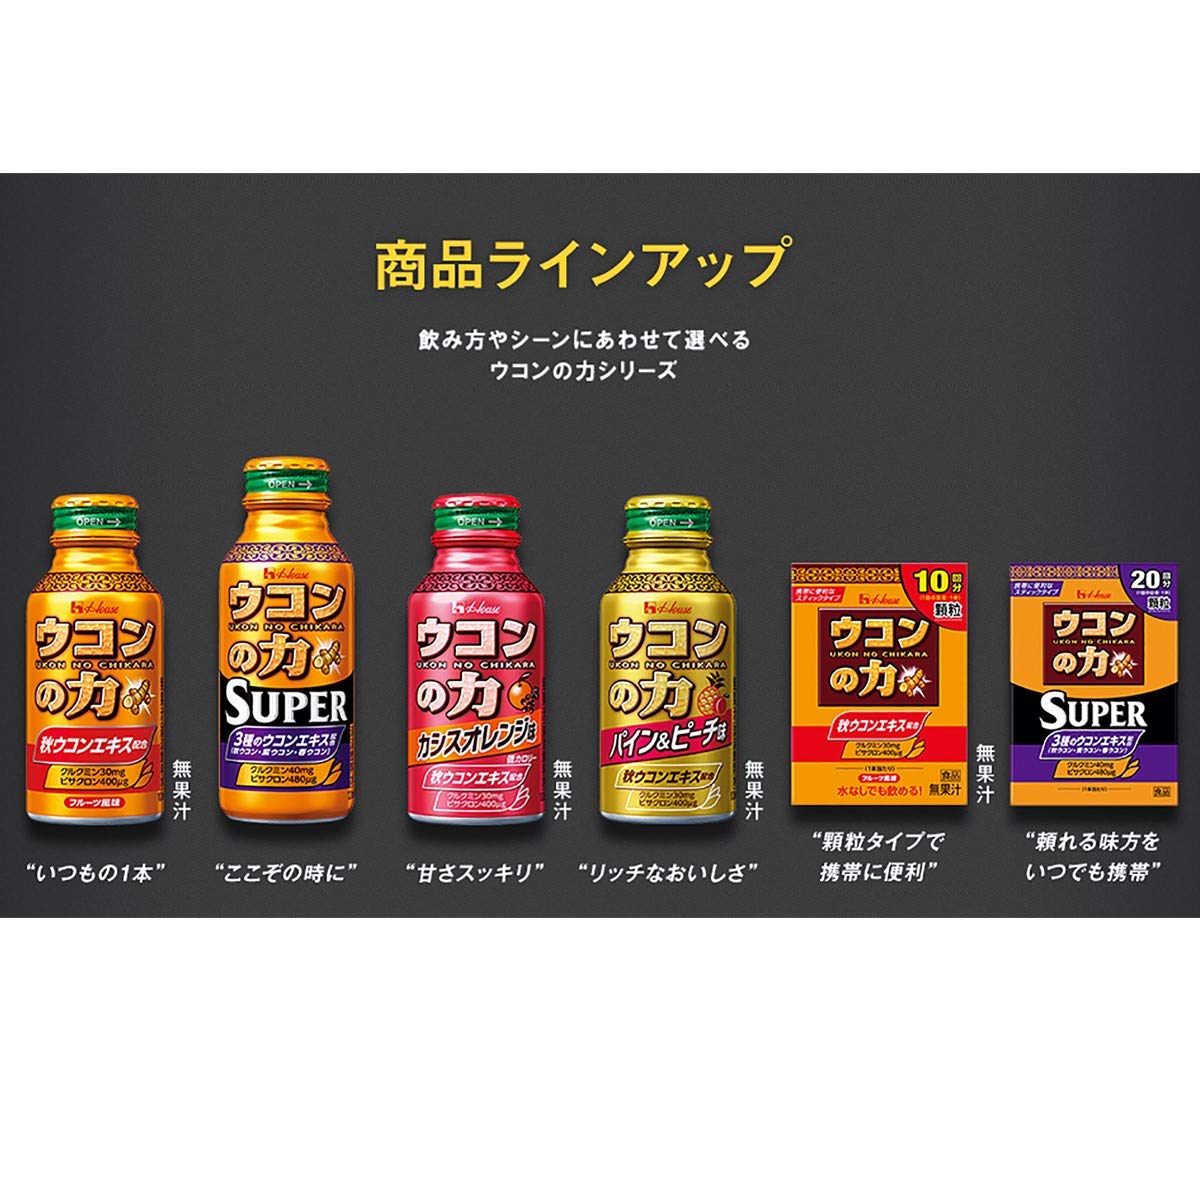 商品ラインアップ
飲み方やシーンにあわせて選べる
ウコンの力シリーズ
OPEN→
House
ウコン
UKON NO CHIKARA
の力
秋ウコンエキス配合
クルクミン30mg
ビサクロン400μg
フルーツ風味
無果汁
“いつもの1本”
OPEN→
House
ウコン
UKON NO CHIKARA
の力
SUPER
3種のウコンエキス配合
(秋ウコン・紫ウコン・春ウコン)
クルクミン40mg
ビサクロン480μg
“ここぞの時に”
OPEN→
House
ウコン
UKON NO CHIKARA
の力
カシスオレンジ味
低カロリー
秋ウコンエキス配合
クルクミン30mg
ビサクロン400μg
無果汁
“甘さスッキリ”
OPEN→
House
ウコン
UKON NO CHIKARA
の力
パイン&ピーチ味
秋ウコンエキス配合
クルクミン30mg
ビサクロン400μg
無果汁
“リッチなおいしさ”
携帯に便利な
スティックタイプ
10回分
顆粒
ウコン
UKON NO CHIKARA
の力
秋ウコンエキス配合
クルクミン30mg
ビサクロン400μg
(1本当たり)
フルーツ風味
食品
水なしでも飲める!
無果汁
無果汁
“顆粒タイプで
携帯に便利”
携帯に便利な
スティックタイプ
20回分
顆粒
ウコン
UKON NO CHIKARA
の力
SUPER
3種のウコンエキス配合
(秋ウコン・紫ウコン・春ウコン)
クルクミン40mg
ビサクロン480μg
(1本当たり)
食品
“頼れる味方を
いつでも携帯”